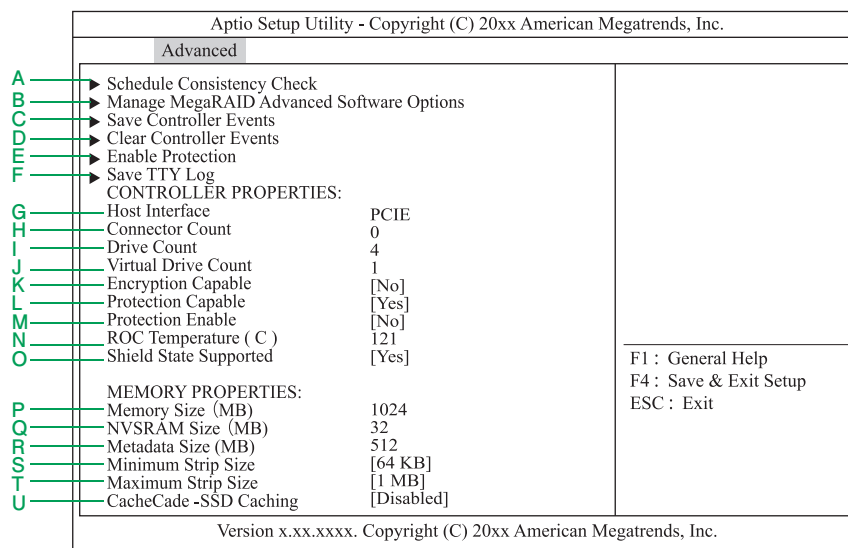 Aptio Setup Utility - Copyright (C) 20xx American Megatrends, Inc.
Advanced
A ▶ Schedule Consistency Check
B ▶ Manage MegaRAID Advanced Software Options
C ▶ Save Controller Events
D ▶ Clear Controller Events
E ▶ Enable Protection
F ▶ Save TTY Log
CONTROLLER PROPERTIES:
G Host Interface PCIE
H Connector Count 0
I Drive Count 4
J Virtual Drive Count 1
K Encryption Capable [No]
L Protection Capable [Yes]
M Protection Enable [No]
N ROC Temperature ( C ) 121
O Shield State Supported [Yes]
MEMORY PROPERTIES:
P Memory Size (MB) 1024
Q NVSRAM Size (MB) 32
R Metadata Size (MB) 512
S Minimum Strip Size [64 KB]
T Maximum Strip Size [1 MB]
U CacheCade -SSD Caching [Disabled]
F1 : General Help
F4 : Save & Exit Setup
ESC : Exit
Version x.xx.xxxx. Copyright (C) 20xx American Megatrends, Inc.